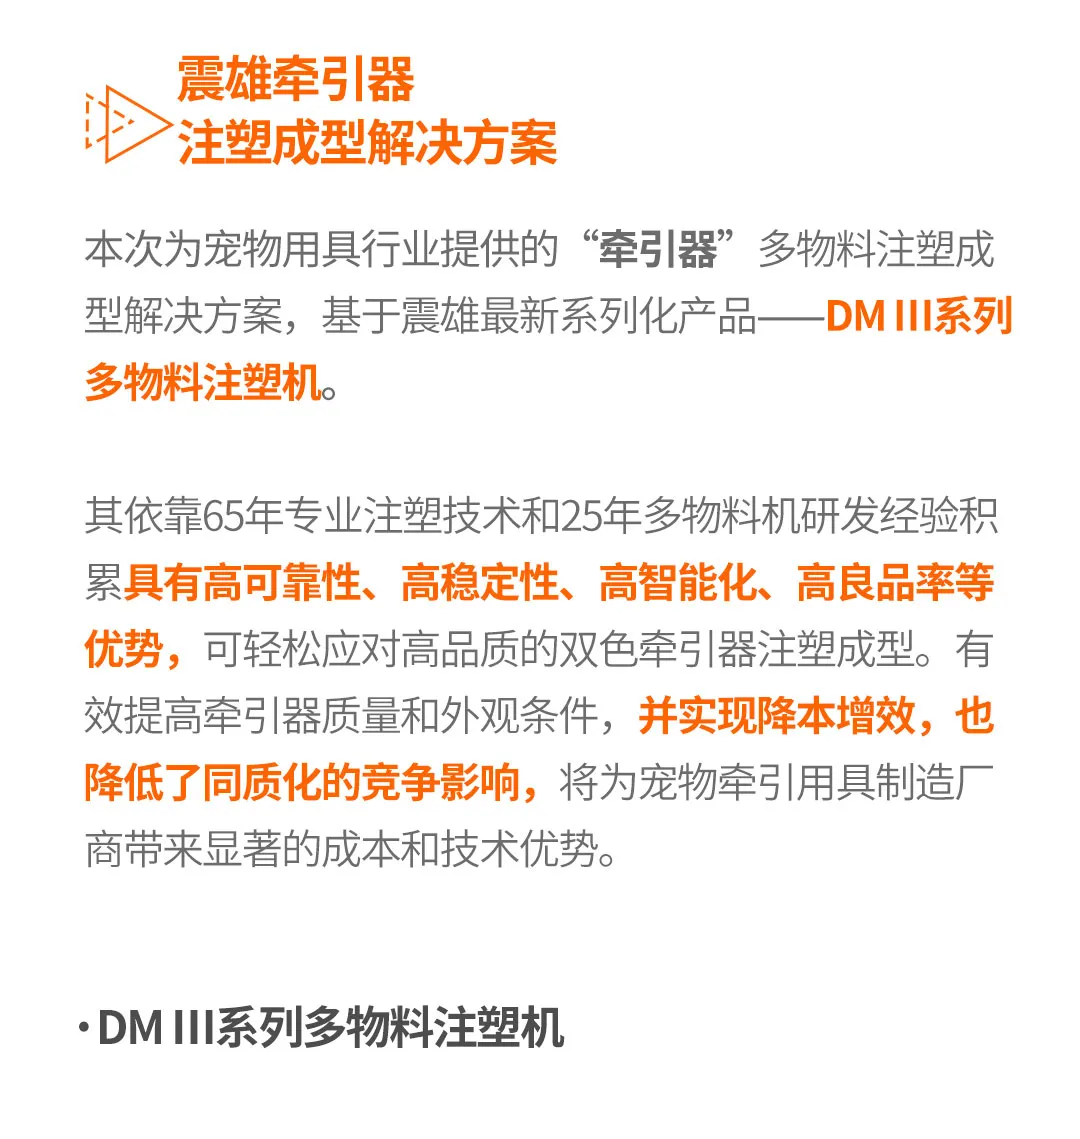 震雄牵引器
注塑成型解决方案
本次为宠物用具行业提供的“牵引器”多物料注塑成
型解决方案，基于震雄最新系列化产品——DM III系列
多物料注塑机。
其依靠65年专业注塑技术和25年多物料机研发经验积
累具有高可靠性、高稳定性、高智能化、高良品率等
优势，可轻松应对高品质的双色牵引器注塑成型。有
效提高牵引器质量和外观条件，并实现降本增效，也
降低了同质化的竞争影响，将为宠物牵引用具制造厂
商带来显著的成本和技术优势。
·DM III系列多物料注塑机